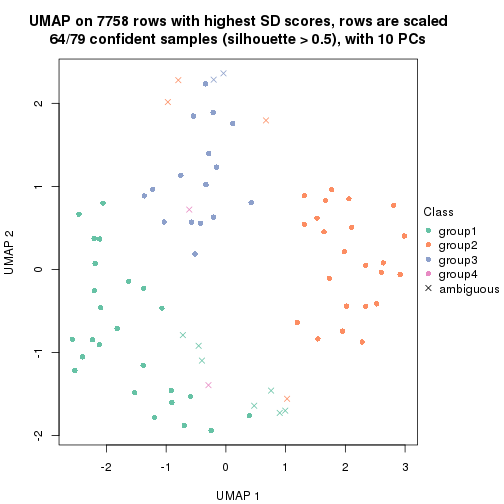 UMAP on 7758 rows with highest SD scores, rows are scaled
64/79 confident samples (silhouette > 0.5), with 10 PCs
UMAP 2
2
1
0
-1
-2
-2
-1
0
1
2
3
UMAP 1
Class
group1
group2
group3
group4
ambiguous